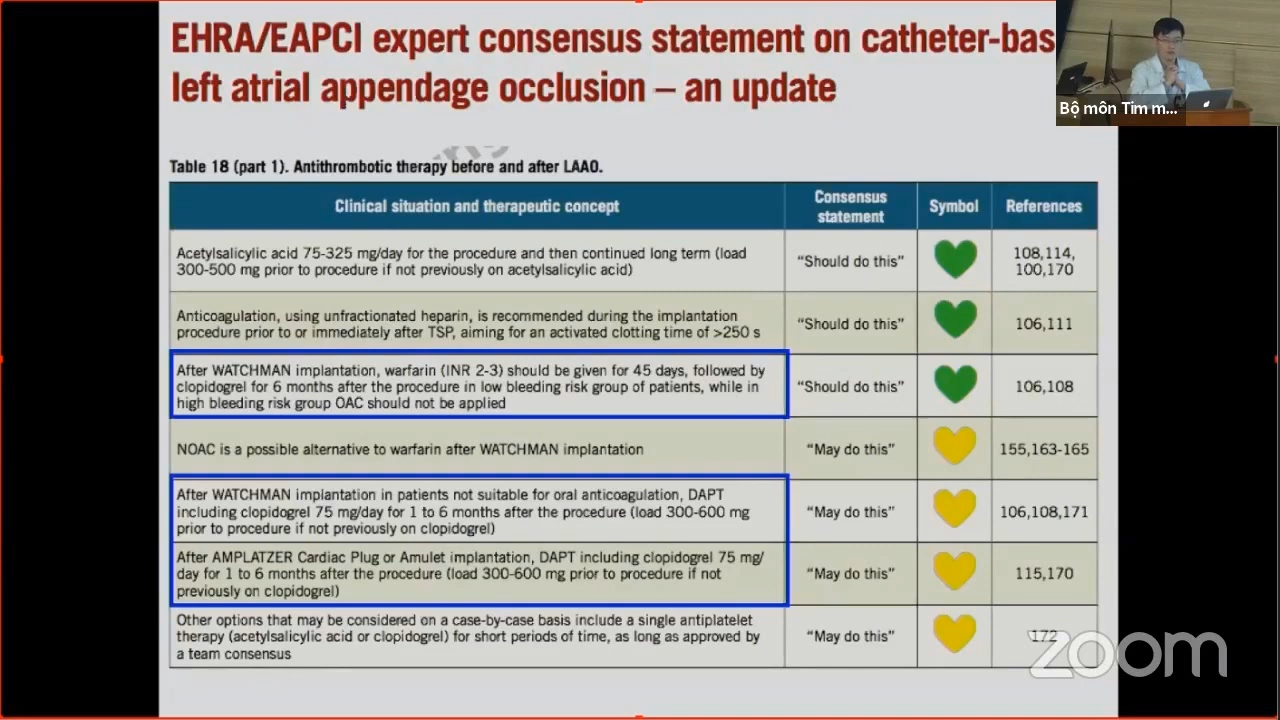 EHRA/EAPCI expert consensus statement on catheter-bas
left atrial appendage occlusion – an update
Bộ môn Tim m...
Table 18 (part 1). Antithrombotic therapy before and after LAAO.
Clinical situation and therapeutic concept
Consensus
statement
Symbol
References
Acetylsalicylic acid 75-325 mg/day for the procedure and then continued long term (load
300-500 mg prior to procedure if not previously on acetylsalicylic acid)
“Should do this”
108,114,
100,170
Anticoagulation, using unfractionated heparin, is recommended during the implantation
procedure prior to or immediately after TSP, aiming for an activated clotting time of >250 s
“Should do this”
106,111
After WATCHMAN implantation, warfarin (INR 2-3) should be given for 45 days, followed by
clopidogrel for 6 months after the procedure in low bleeding risk group of patients, while in
high bleeding risk group OAC should not be applied
“Should do this”
106,108
NOAC is a possible alternative to warfarin after WATCHMAN implantation
“May do this”
155,163-165
After WATCHMAN implantation in patients not suitable for oral anticoagulation, DAPT
including clopidogrel 75 mg/day for 1 to 6 months after the procedure (load 300-600 mg
prior to procedure if not previously on clopidogrel)
“May do this”
106,108,171
After AMPLATZER Cardiac Plug or Amulet implantation, DAPT including clopidogrel 75 mg/
day for 1 to 6 months after the procedure (load 300-600 mg prior to procedure if not
previously on clopidogrel)
“May do this”
115,170
Other options that may be considered on a case-by-case basis include a single antiplatelet
therapy (acetylsalicylic acid or clopidogrel) for short periods of time, as long as approved by
a team consensus
“May do this”
172
zoom